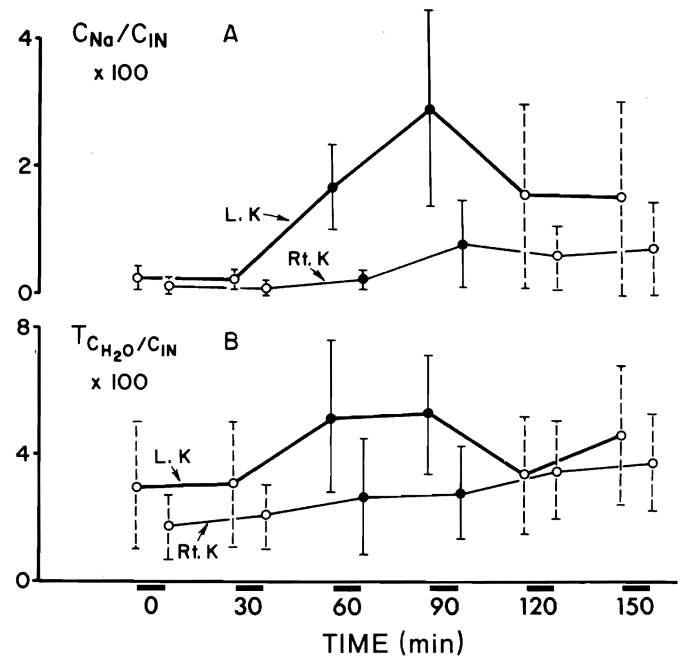 C_Na/C_IN A
x 100
4
2
0
L. K
Rt. K
T_CH₂O/C_IN B
x 100
8
4
0
L. K
Rt. K
0 30 60 90 120 150
TIME (min)